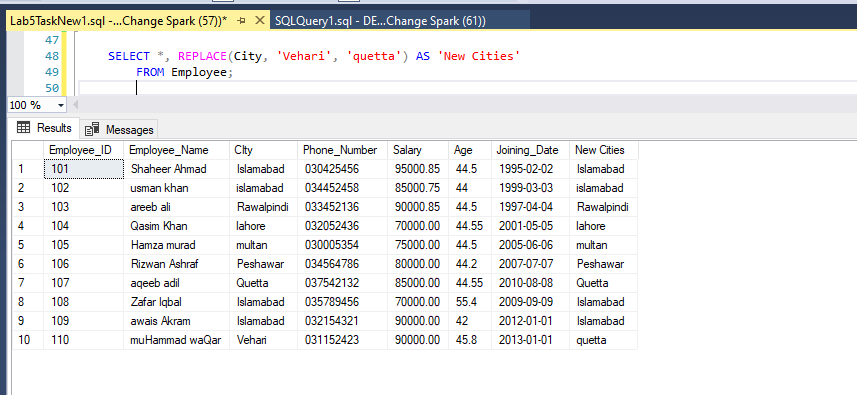 Lab5TaskNew1.sql -...Change Spark (57))* SQLQuery1.sql - DE...Change Spark (61))
47
48 SELECT *, REPLACE(City, 'Vehari', 'quetta') AS 'New Cities'
49 FROM Employee;
50
100 %
Results Messages
Employee_ID Employee_Name CIty Phone_Number Salary Age Joining_Date New Cities
1 101 Shaheer Ahmad Islamabad 030425456 95000.85 44.5 1995-02-02 Islamabad
2 102 usman khan islamabad 034452458 85000.75 44 1999-03-03 islamabad
3 103 areeb ali Rawalpindi 033452136 90000.85 44.5 1997-04-04 Rawalpindi
4 104 Qasim Khan lahore 032052436 70000.00 44.55 2001-05-05 lahore
5 105 Hamza murad multan 030005354 75000.00 44.5 2005-06-06 multan
6 106 Rizwan Ashraf Peshawar 034564786 80000.00 44.2 2007-07-07 Peshawar
7 107 aqeeb adil Quetta 037542132 85000.00 44.55 2010-08-08 Quetta
8 108 Zafar Iqbal Islamabad 035789456 70000.00 55.4 2009-09-09 Islamabad
9 109 awais Akram Islamabad 032154321 90000.00 42 2012-01-01 Islamabad
10 110 muHammad waQar Vehari 031152423 90000.00 45.8 2013-01-01 quetta